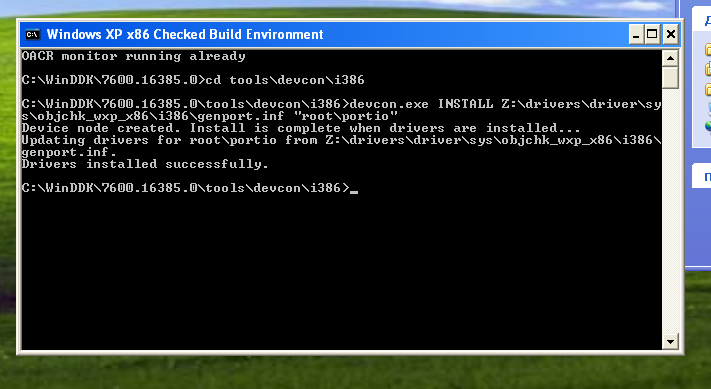 Windows XP x86 Checked Build Environment
OACR monitor running already
C:\WinDDK\7600.16385.0>cd tools\devcon\i386
C:\WinDDK\7600.16385.0\tools\devcon\i386>devcon.exe INSTALL Z:\drivers\driver\sy
s\objchk_wxp_x86\i386\genport.inf "root\portio"
Device node created. Install is complete when drivers are installed...
Updating drivers for root\portio from Z:\drivers\driver\sys\objchk_wxp_x86\i386\
genport.inf.
Drivers installed successfully.
C:\WinDDK\7600.16385.0\tools\devcon\i386>_